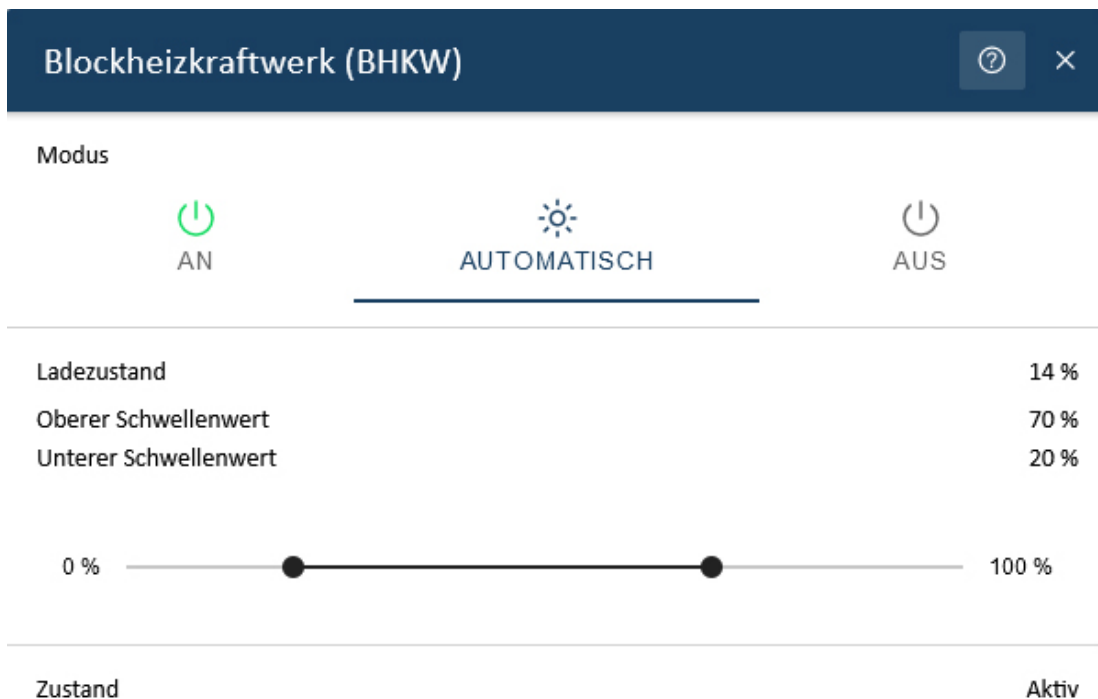 Blockheizkraftwerk (BHKW)
Modus
AN AUTOMATISCH AUS
Ladezustand 14 %
Oberer Schwellenwert 70 %
Unterer Schwellenwert 20 %
0 % 100 %
Zustand Aktiv